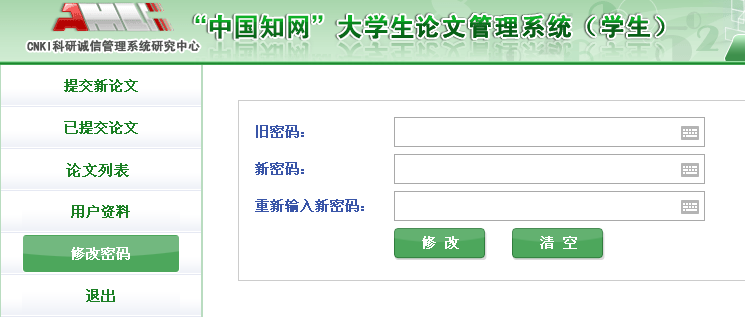 “中国知网”大学生论文管理系统（学生）
CNKI科研诚信管理系统研究中心
提交新论文
已提交论文
论文列表
用户资料
修改密码
退出
旧密码：
新密码：
重新输入新密码：
修 改
清 空